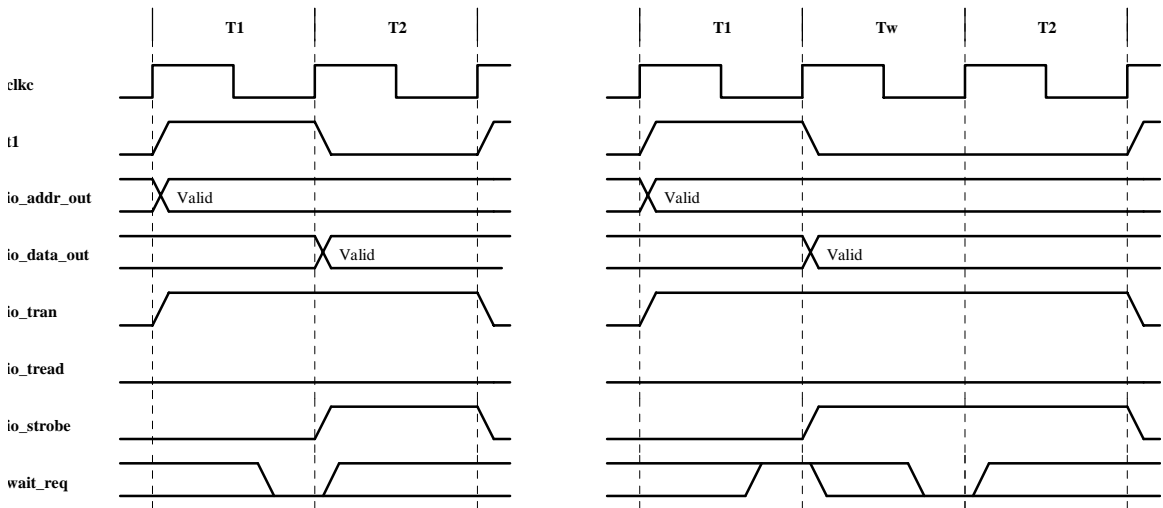 T1 T2 T1 Tw T2
clkc
t1
io_addr_out Valid Valid
io_data_out Valid Valid
io_tran
io_tread
io_strobe
wait_req